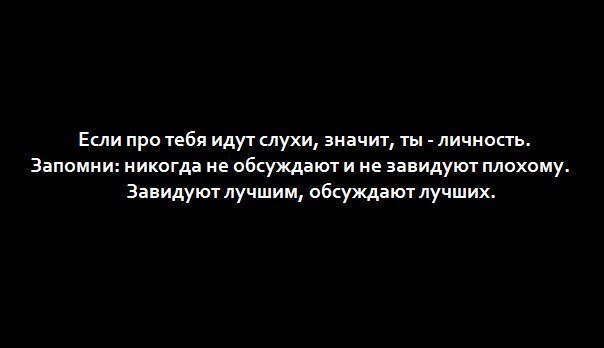 Если про тебя идут слухи, значит, ты - личность.
Запомни: никогда не обсуждают и не завидуют плохому.
Завидуют лучшим, обсуждают лучших.